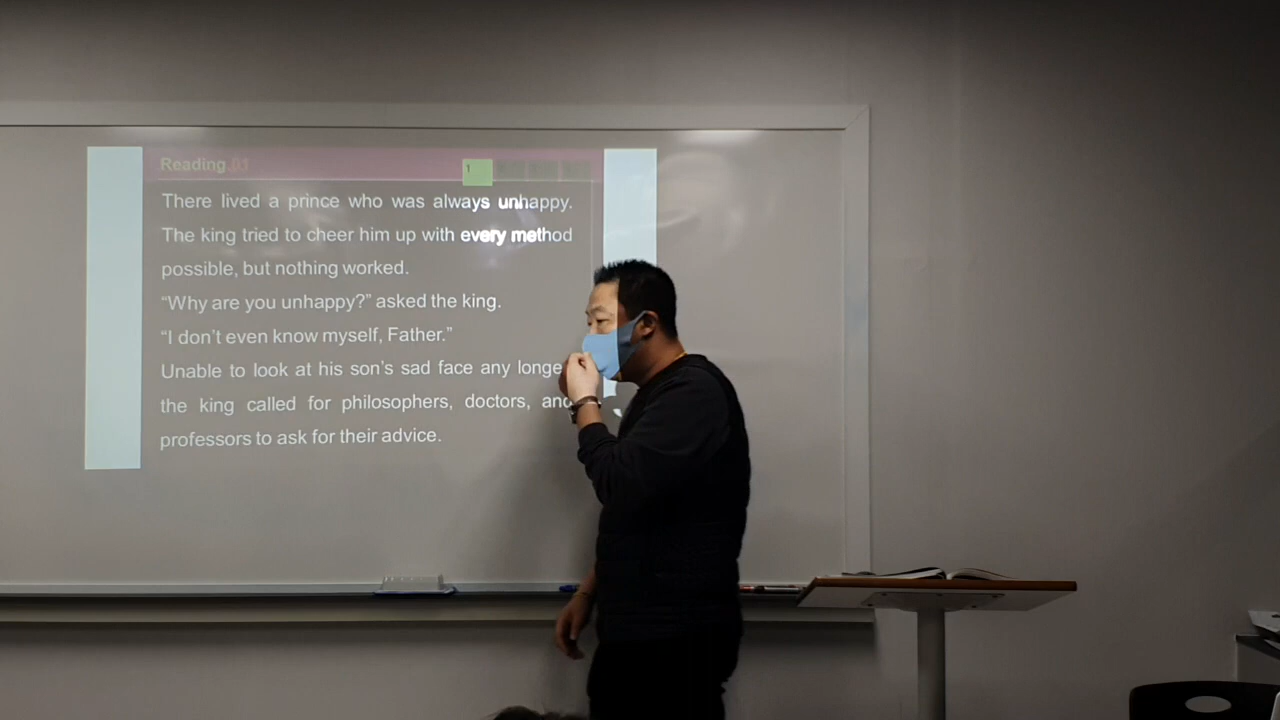 Reading 01
1
There lived a prince who was always unhappy.
The king tried to cheer him up with every method
possible, but nothing worked.
“Why are you unhappy?” asked the king.
“I don’t even know myself, Father.”
Unable to look at his son’s sad face any longe
the king called for philosophers, doctors, and
professors to ask for their advice.